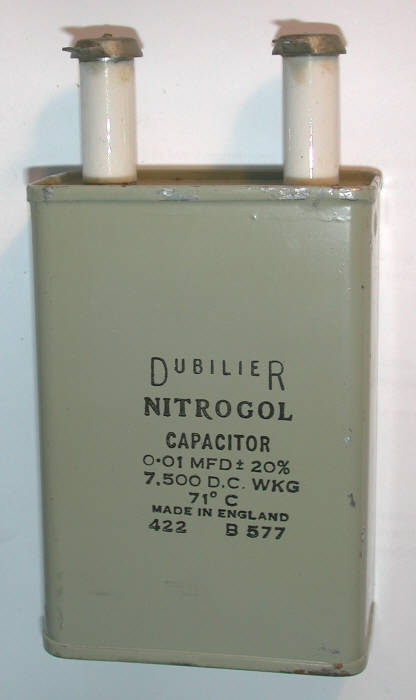 DUBILIER
NITROGOL
CAPACITOR
0·01 MFD ± 20%
7,500 D.C. WKG
71° C
MADE IN ENGLAND
422 B 577